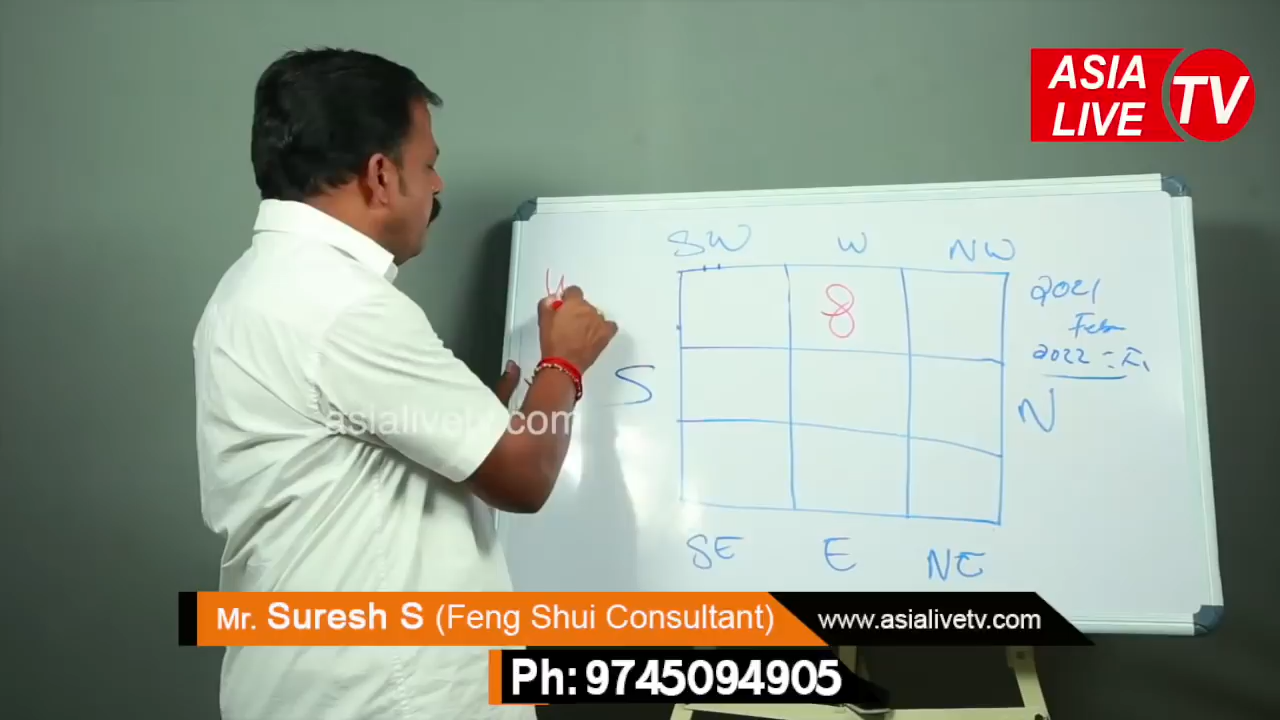 ASIA
LIVE
TV
SW W NW
8
2021
Feb
2022 =
S
N
asialivetv.com
SE E NE
Mr. Suresh S (Feng Shui Consultant)
www.asialivetv.com
Ph: 9745094905